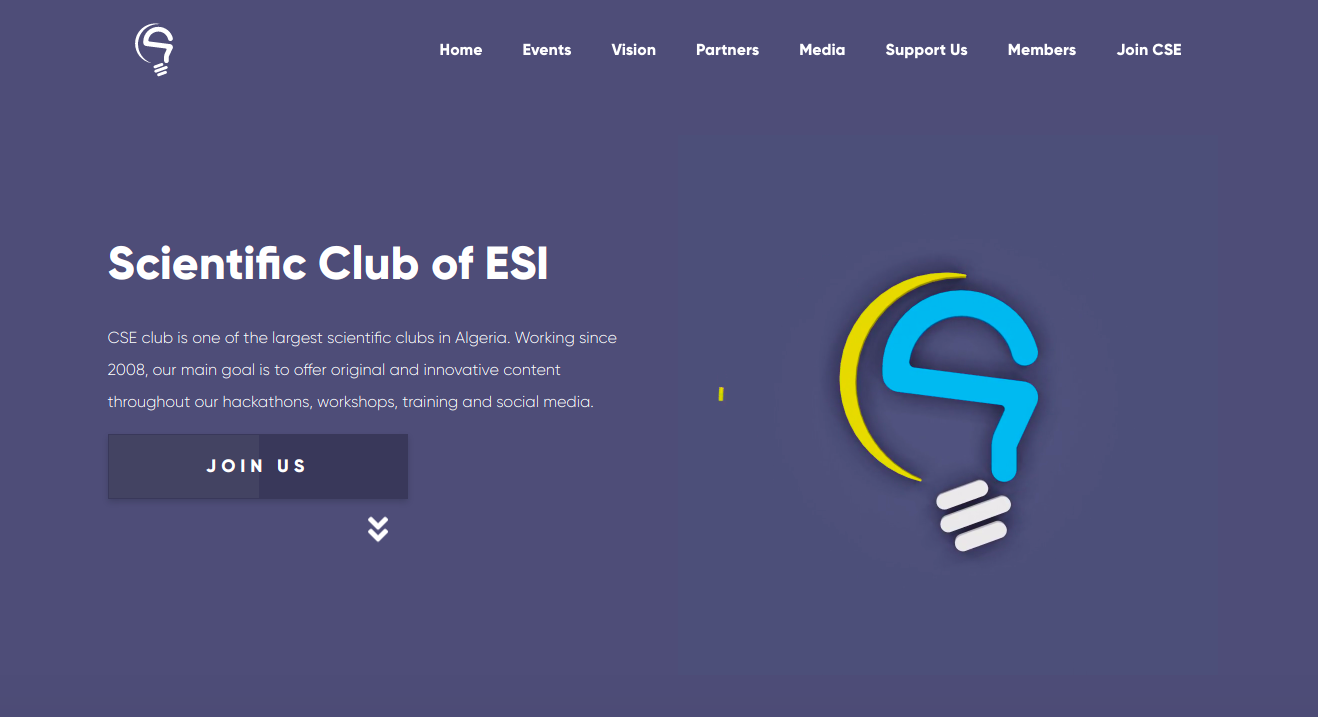 Home Events Vision Partners Media Support Us Members Join CSE
Scientific Club of ESI
CSE club is one of the largest scientific clubs in Algeria. Working since
2008, our main goal is to offer original and innovative content
throughout our hackathons, workshops, training and social media.
JOIN US